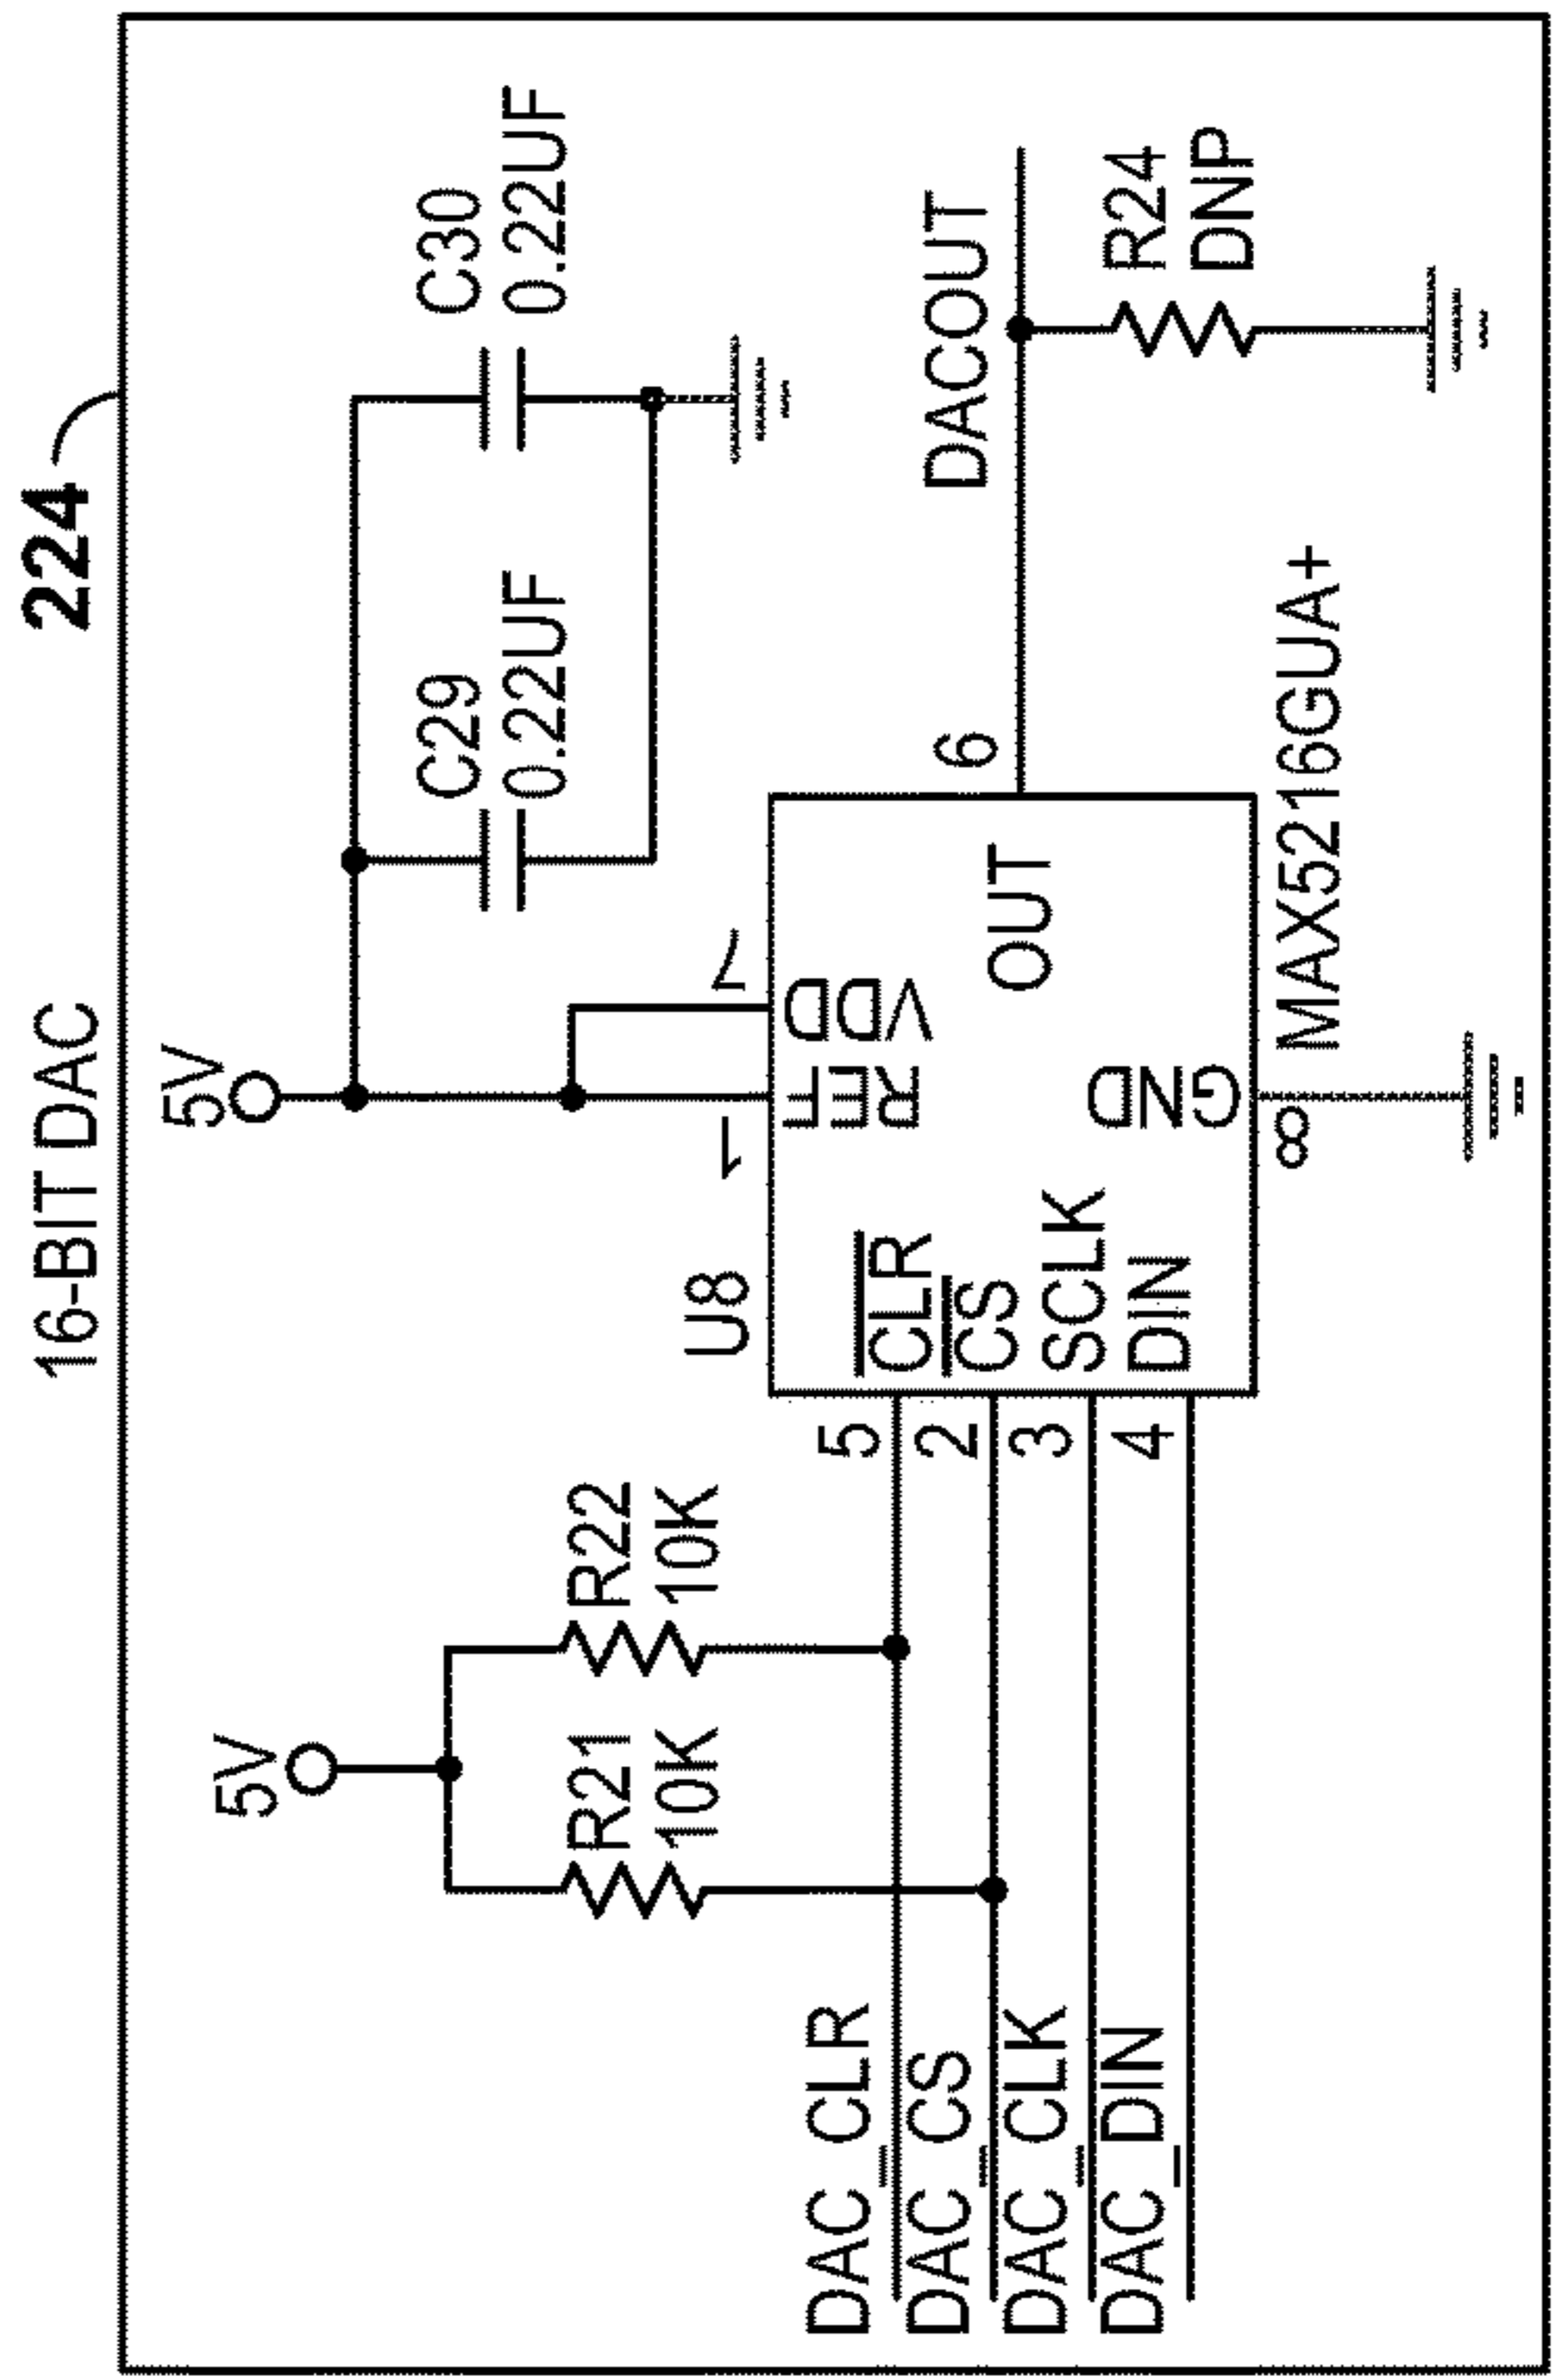 16-BIT DAC
224
5V
5V
R21
10K
R22
10K
C29
0.22UF
C30
0.22UF
U8
1
7
REF
VDD
DAC_CLR
5
CLR
DAC_CS
2
CS
DAC_CLK
3
SCLK
DAC_DIN
4
DIN
OUT
6
DACOUT
GND
8
MAX5216GUA+
R24
DNP